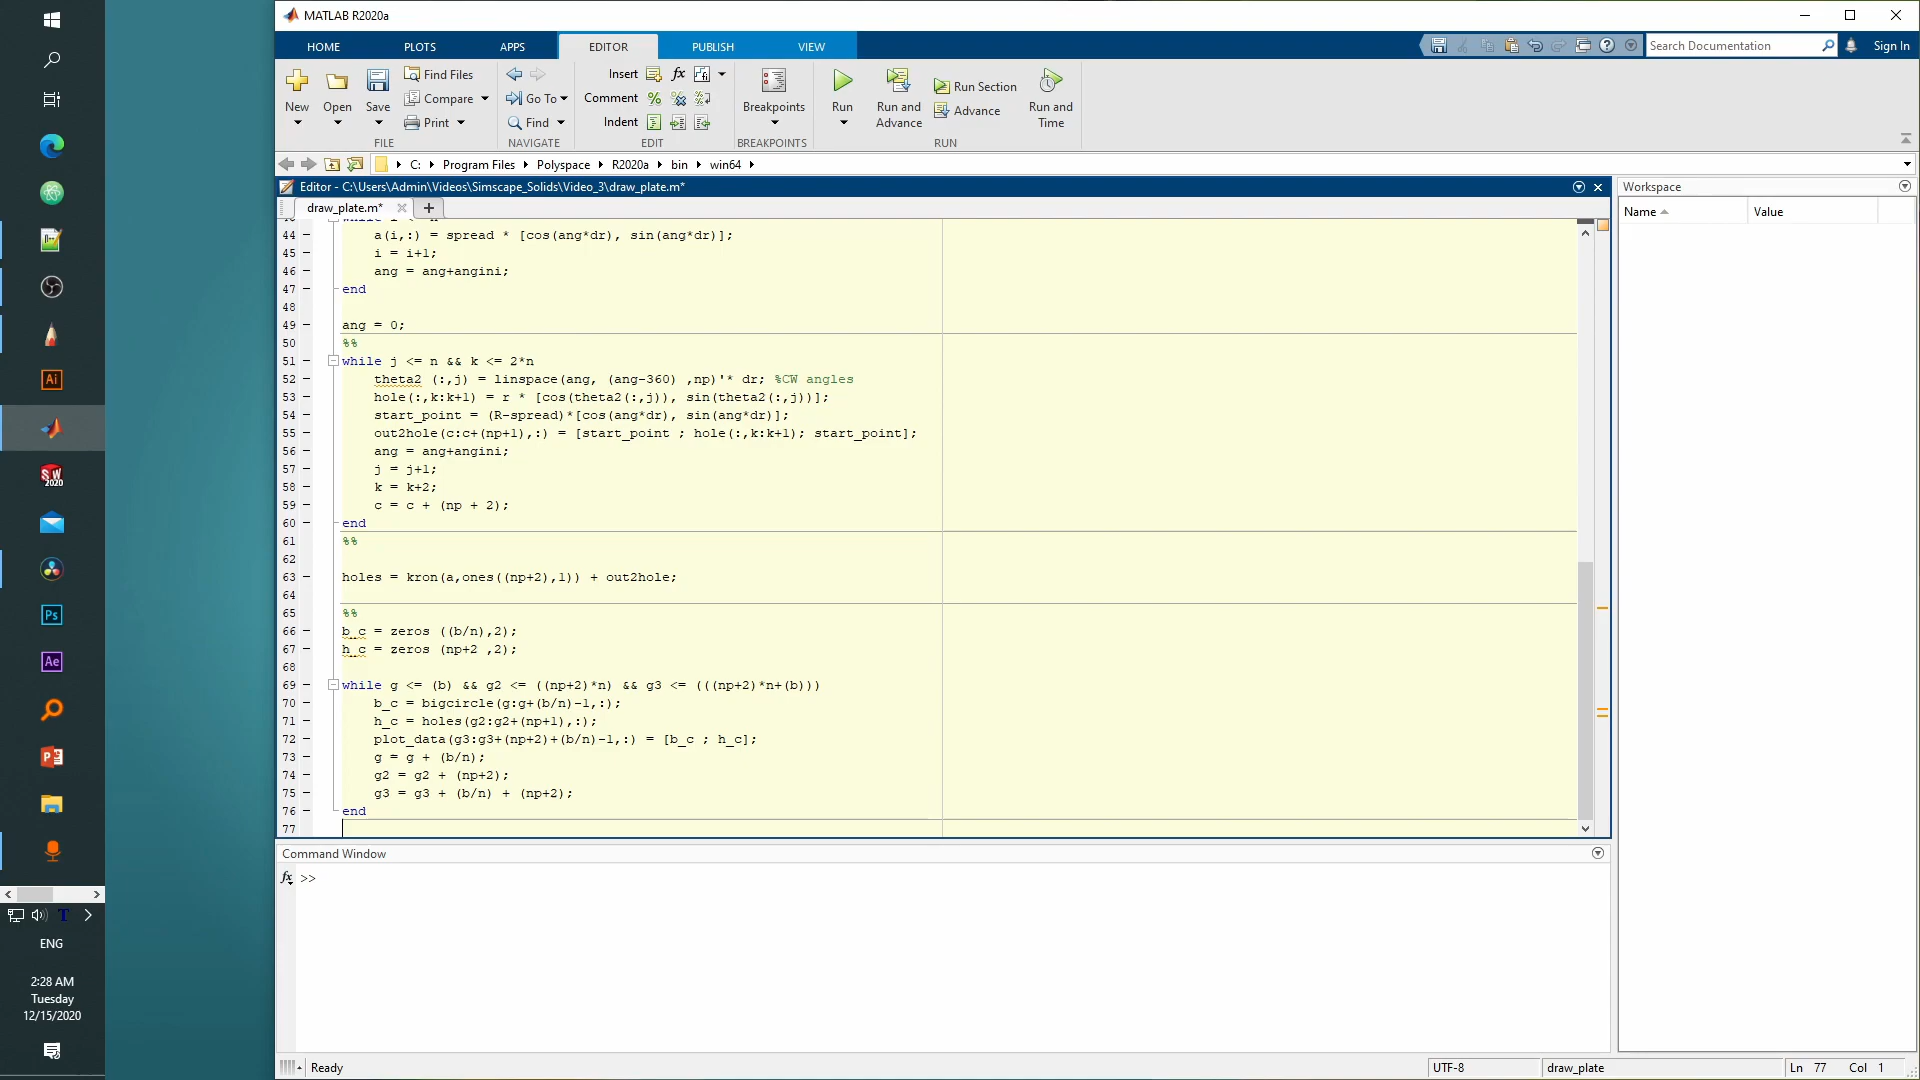 MATLAB R2020a
HOME PLOTS APPS EDITOR PUBLISH VIEW
Search Documentation
Sign In
New
Open
Save
Find Files
Compare
Print
FILE
Go To
Find
NAVIGATE
Insert fx
Comment
Indent
EDIT
Breakpoints
BREAKPOINTS
Run
Run and Advance
Run Section
Advance
Run and Time
RUN
C: Program Files Polyspace R2020a bin win64
Editor - C:\Users\Admin\Videos\Simscape_Solids\Video_3\draw_plate.m*
draw_plate.m*
44 a(i,:) = spread * [cos(ang*dr), sin(ang*dr)];
45 i = i+1;
46 ang = ang+angini;
47 end
48
49 ang = 0;
50 %%
51 while j <= n && k <= 2*n
52 theta2 (:,j) = linspace(ang, (ang-360) ,np)'* dr; %CW angles
53 hole(:,k:k+1) = r * [cos(theta2(:,j)), sin(theta2(:,j))];
54 start_point = (R-spread)*[cos(ang*dr), sin(ang*dr)];
55 out2hole(c:c+(np+1),:) = [start_point ; hole(:,k:k+1); start_point];
56 ang = ang+angini;
57 j = j+1;
58 k = k+2;
59 c = c + (np + 2);
60 end
61 %%
62
63 holes = kron(a,ones((np+2),1)) + out2hole;
64
65 %%
66 b_c = zeros ((b/n),2);
67 h_c = zeros (np+2 ,2);
68
69 while g <= (b) && g2 <= ((np+2)*n) && g3 <= (((np+2)*n+(b)))
70 b_c = bigcircle(g:g+(b/n)-1,:);
71 h_c = holes(g2:g2+(np+1),:);
72 plot_data(g3:g3+(np+2)+(b/n)-1,:) = [b_c ; h_c];
73 g = g + (b/n);
74 g2 = g2 + (np+2);
75 g3 = g3 + (b/n) + (np+2);
76 end
77
Command Window
fx >>
Workspace
Name Value
Ready
UTF-8
draw_plate
Ln 77 Col 1
Ai
SW 2020
Ps
Ae
T
ENG
2:28 AM
Tuesday
12/15/2020